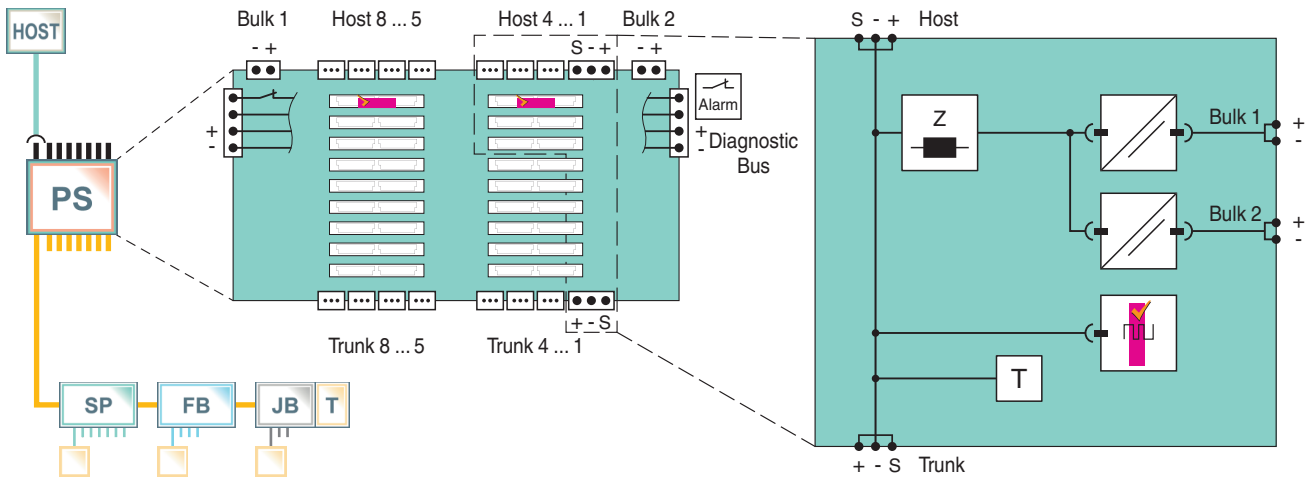 HOST
PS
SP
FB
JB
T
Bulk 1
Host 8 ... 5
Host 4 ... 1
Bulk 2
- +
S - +
- +
+
-
Alarm
+
-
Diagnostic
Bus
+ - S
Trunk 8 ... 5
Trunk 4 ... 1
S - +
Host
Z
Bulk 1
+
-
Bulk 2
+
-
T
+ - S
Trunk